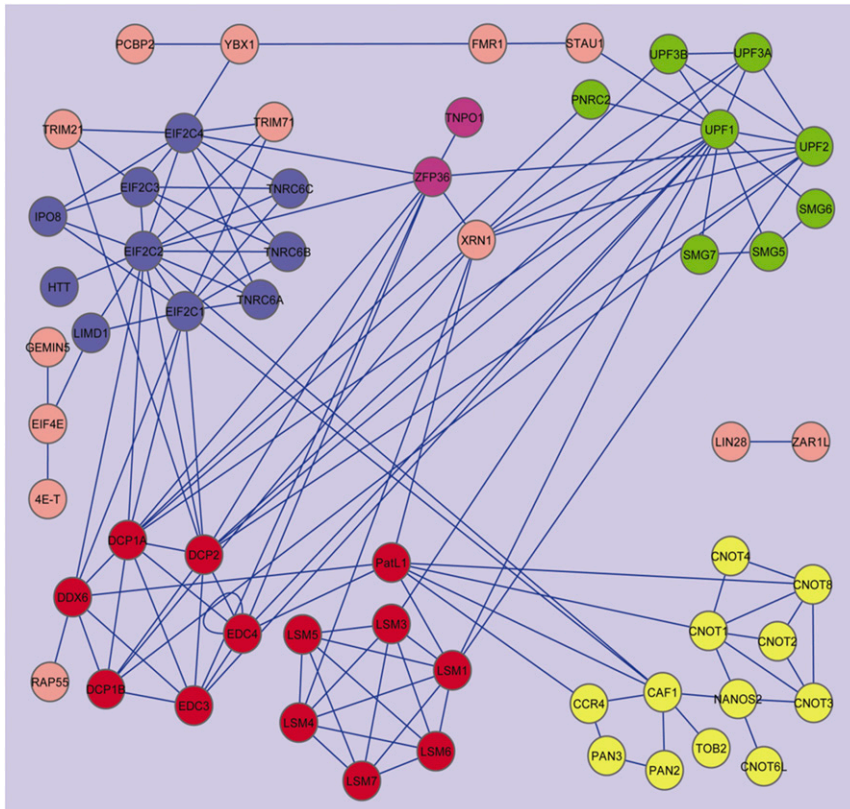 PCBP2
YBX1
FMR1
STAU1
UPF3B
UPF3A
PNRC2
TNPO1
TRIM21
EIF2C4
TRIM71
UPF1
UPF2
ZFP36
EIF2C3
TNRC6C
IPO8
SMG6
XRN1
EIF2C2
TNRC6B
SMG7
SMG5
HTT
TNRC6A
EIF2C1
LIMD1
GEMIN5
EIF4E
LIN28
ZAR1L
4E-T
DCP1A
DCP2
PatL1
CNOT4
CNOT8
DDX6
LSM3
CNOT1
EDC4
LSM5
CNOT2
LSM1
RAP55
DCP1B
CAF1
NANOS2
EDC3
CCR4
CNOT3
LSM4
LSM6
PAN3
TOB2
PAN2
CNOT6L
LSM7